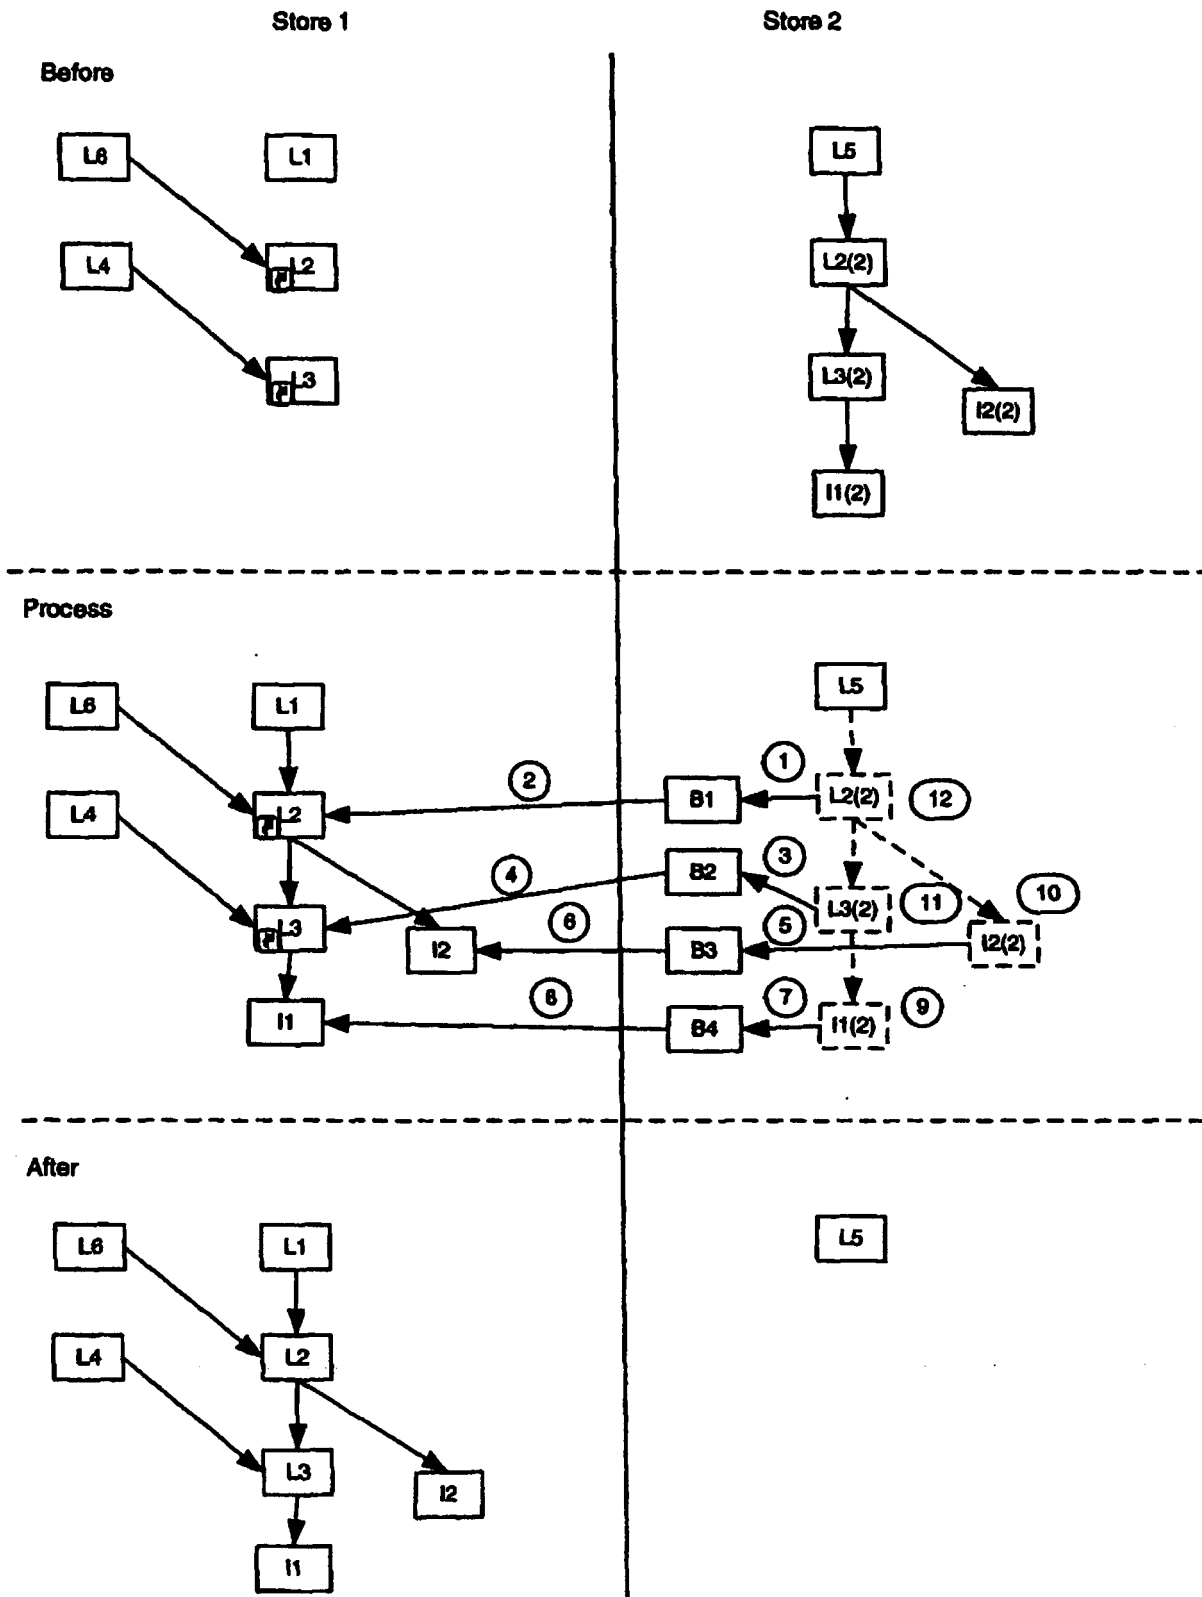 Store 1 Store 2
Before
L6 L1 L5
L4 L2 L2(2)
L3 L3(2) I2(2)
I1(2)
Process
L6 L1 L5
2 B1 1 L2(2) 12
L4 L2
4 B2 3
L3 I2 6 B3 5 L3(2) 11 10
I2(2)
I1 8 B4 7 I1(2) 9
After
L6 L1 L5
L4 L2
L3 I2
I1